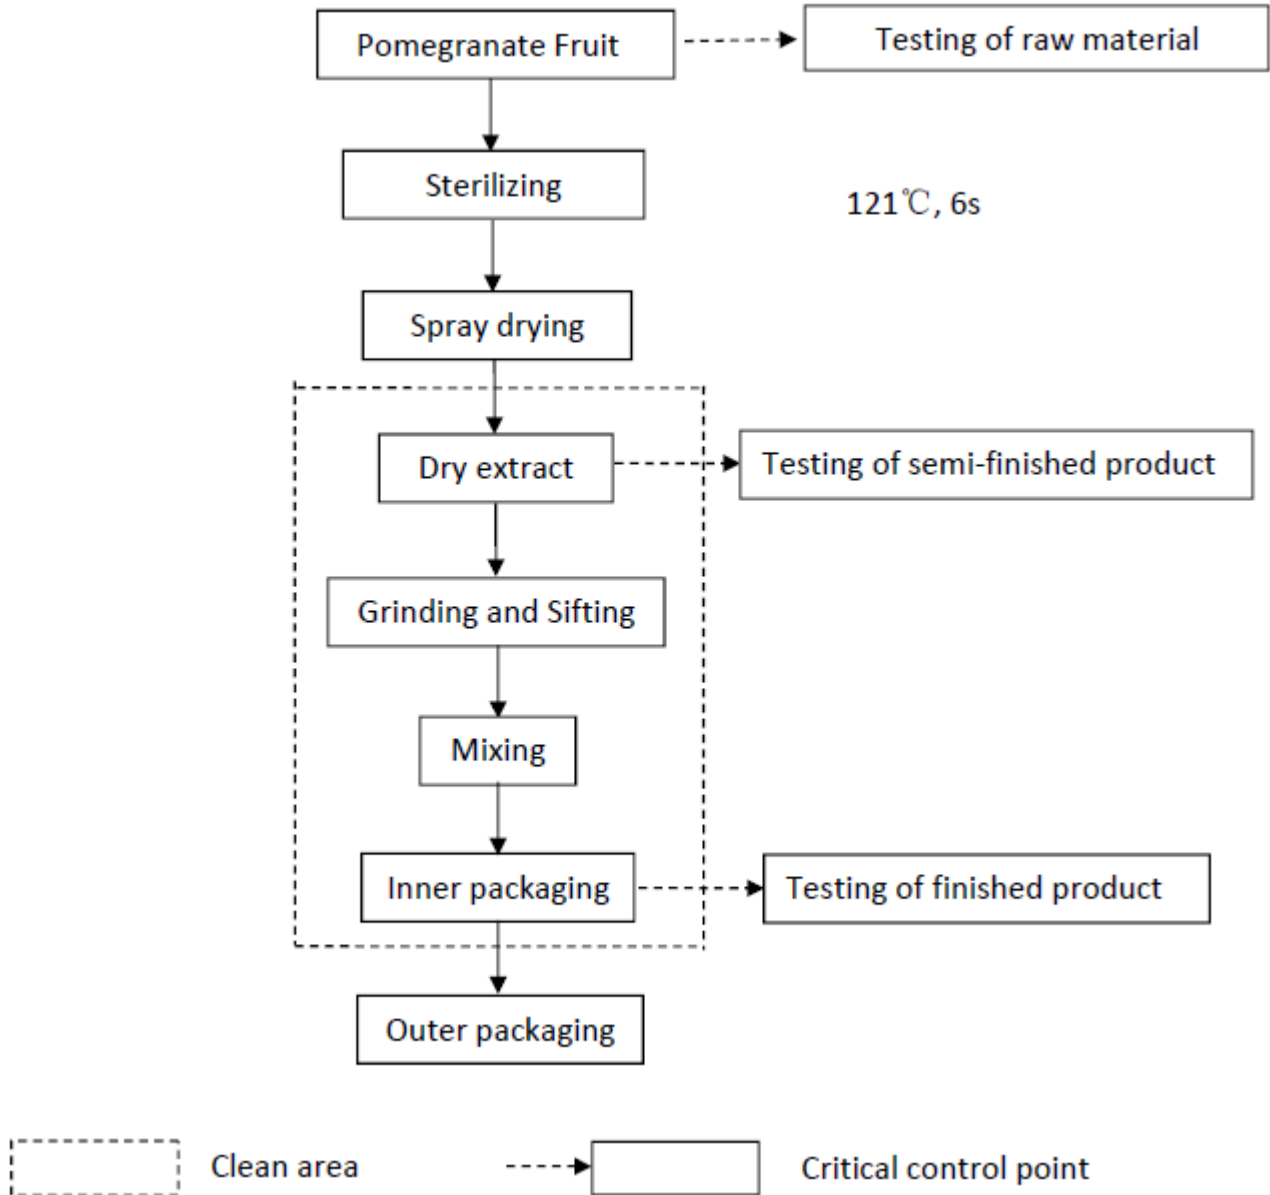 Pomegranate Fruit
Testing of raw material
Sterilizing
121℃, 6s
Spray drying
Dry extract
Testing of semi-finished product
Grinding and Sifting
Mixing
Inner packaging
Testing of finished product
Outer packaging
Clean area
Critical control point